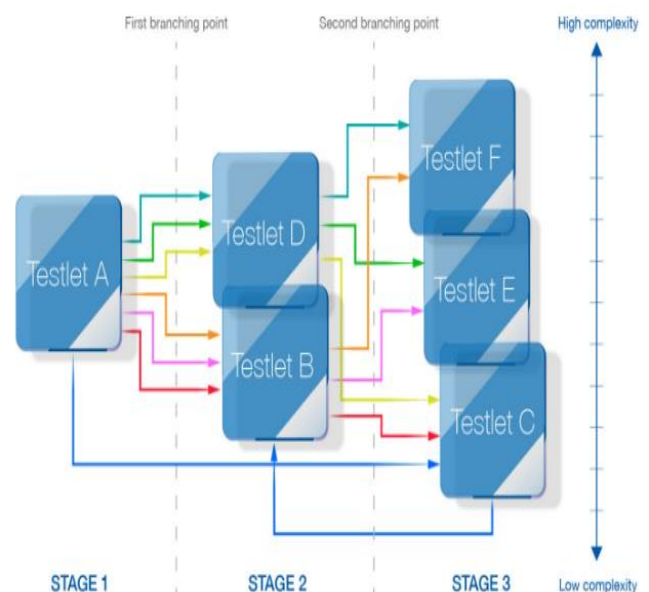 First branching point
Second branching point
High complexity
Testlet F
Testlet D
Testlet A
Testlet E
Testlet B
Testlet C
STAGE 1
STAGE 2
STAGE 3
Low complexity